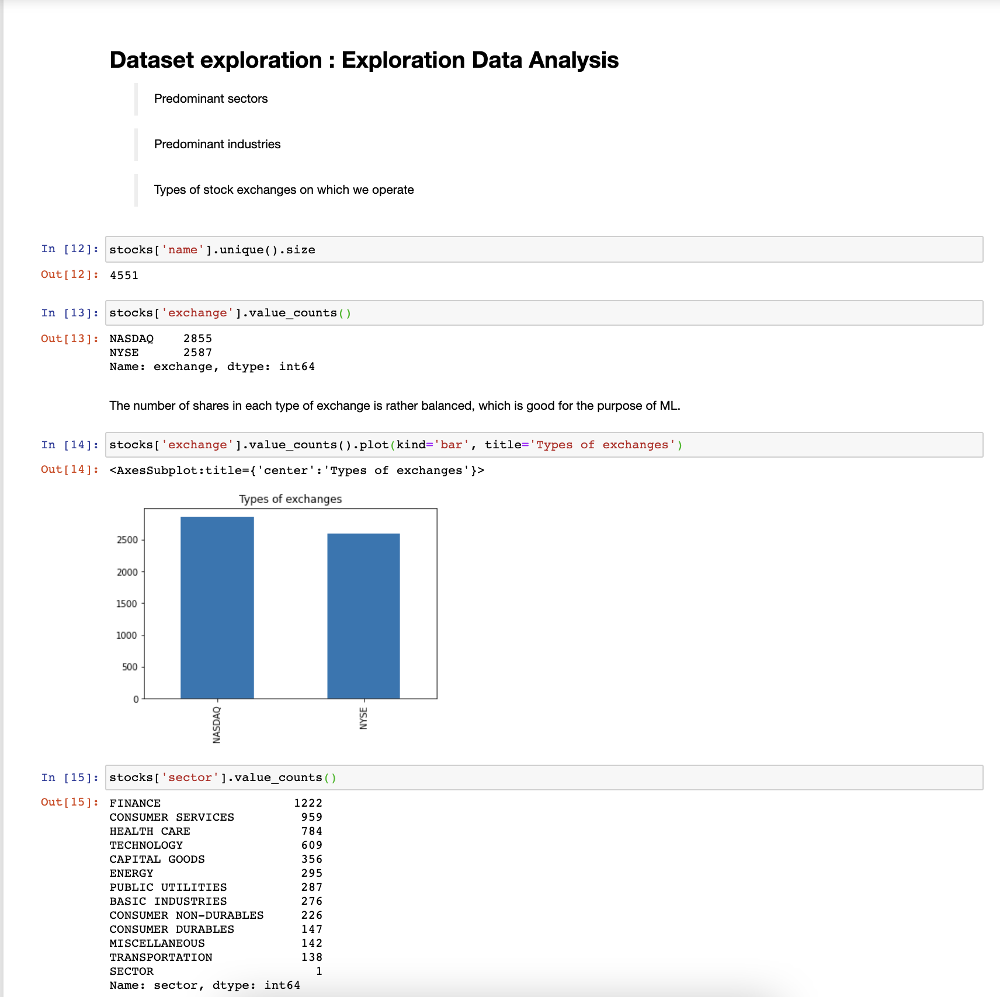 Dataset exploration : Exploration Data Analysis
Predominant sectors
Predominant industries
Types of stock exchanges on which we operate
In [12]: stocks['name'].unique().size
Out[12]: 4551
In [13]: stocks['exchange'].value_counts()
Out[13]: NASDAQ    2855
NYSE      2587
Name: exchange, dtype: int64
The number of shares in each type of exchange is rather balanced, which is good for the purpose of ML.
In [14]: stocks['exchange'].value_counts().plot(kind='bar', title='Types of exchanges')
Out[14]: <AxesSubplot:title={'center':'Types of exchanges'}>
Types of exchanges
2500
2000
1500
1000
500
0
NASDAQ
NYSE
In [15]: stocks['sector'].value_counts()
Out[15]: FINANCE                  1222
CONSUMER SERVICES         959
HEALTH CARE               784
TECHNOLOGY                609
CAPITAL GOODS             356
ENERGY                    295
PUBLIC UTILITIES          287
BASIC INDUSTRIES          276
CONSUMER NON-DURABLES     226
CONSUMER DURABLES         147
MISCELLANEOUS             142
TRANSPORTATION            138
SECTOR                      1
Name: sector, dtype: int64